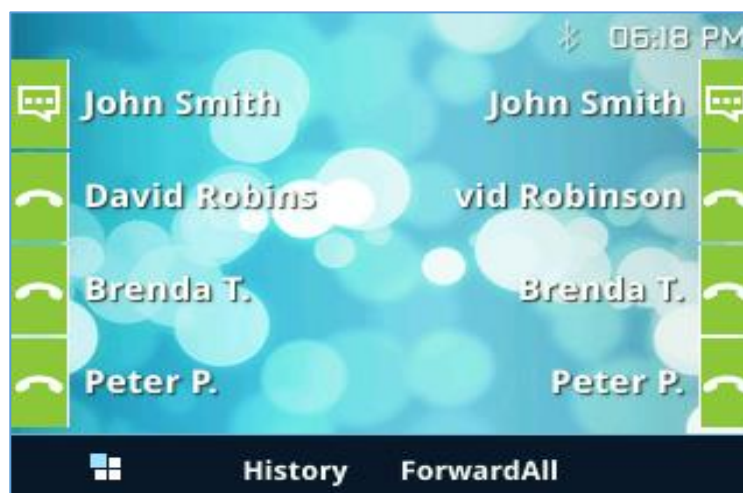 06:18 PM
John Smith John Smith
David Robins vid Robinson
Brenda T. Brenda T.
Peter P. Peter P.
History ForwardAll